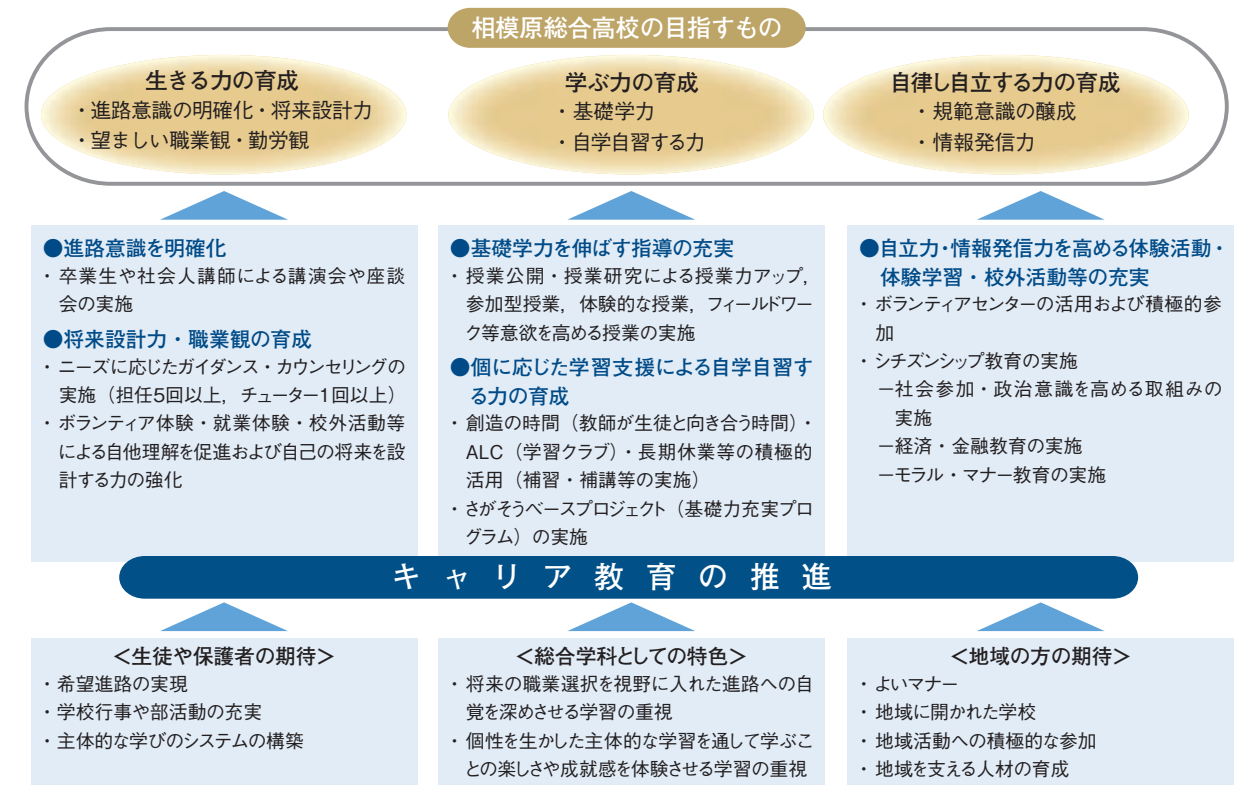 相模原総合高校の目指すもの
生きる力の育成
・進路意識の明確化・将来設計力
・望ましい職業観・勤労観
学ぶ力の育成
・基礎学力
・自学自習する力
自律し自立する力の育成
・規範意識の醸成
・情報発信力
●進路意識を明確化
・卒業生や社会人講師による講演会や座談
会の実施
●将来設計力・職業観の育成
・ニーズに応じたガイダンス・カウンセリングの
実施（担任5回以上，チューター1回以上）
・ボランティア体験・就業体験・校外活動等
による自他理解を促進および自己の将来を設
計する力の強化
●基礎学力を伸ばす指導の充実
・授業公開・授業研究による授業力アップ，
参加型授業，体験的な授業，フィールドワー
ク等意欲を高める授業の実施
●個に応じた学習支援による自学自習す
る力の育成
・創造の時間（教師が生徒と向き合う時間）・
ALC（学習クラブ）・長期休業等の積極的
活用（補習・補講等の実施）
・さがそうベースプロジェクト（基礎力充実プロ
グラム）の実施
●自立力・情報発信力を高める体験活動・
体験学習・校外活動等の充実
・ボランティアセンターの活用および積極的参
加
・シチズンシップ教育の実施
－社会参加・政治意識を高める取組みの
実施
－経済・金融教育の実施
－モラル・マナー教育の実施
キャリア教育の推進
＜生徒や保護者の期待＞
・希望進路の実現
・学校行事や部活動の充実
・主体的な学びのシステムの構築
＜総合学科としての特色＞
・将来の職業選択を視野に入れた進路への自
覚を深めさせる学習の重視
・個性を生かした主体的な学習を通して学ぶこ
との楽しさや成就感を体験させる学習の重視
＜地域の方の期待＞
・よいマナー
・地域に開かれた学校
・地域活動への積極的な参加
・地域を支える人材の育成